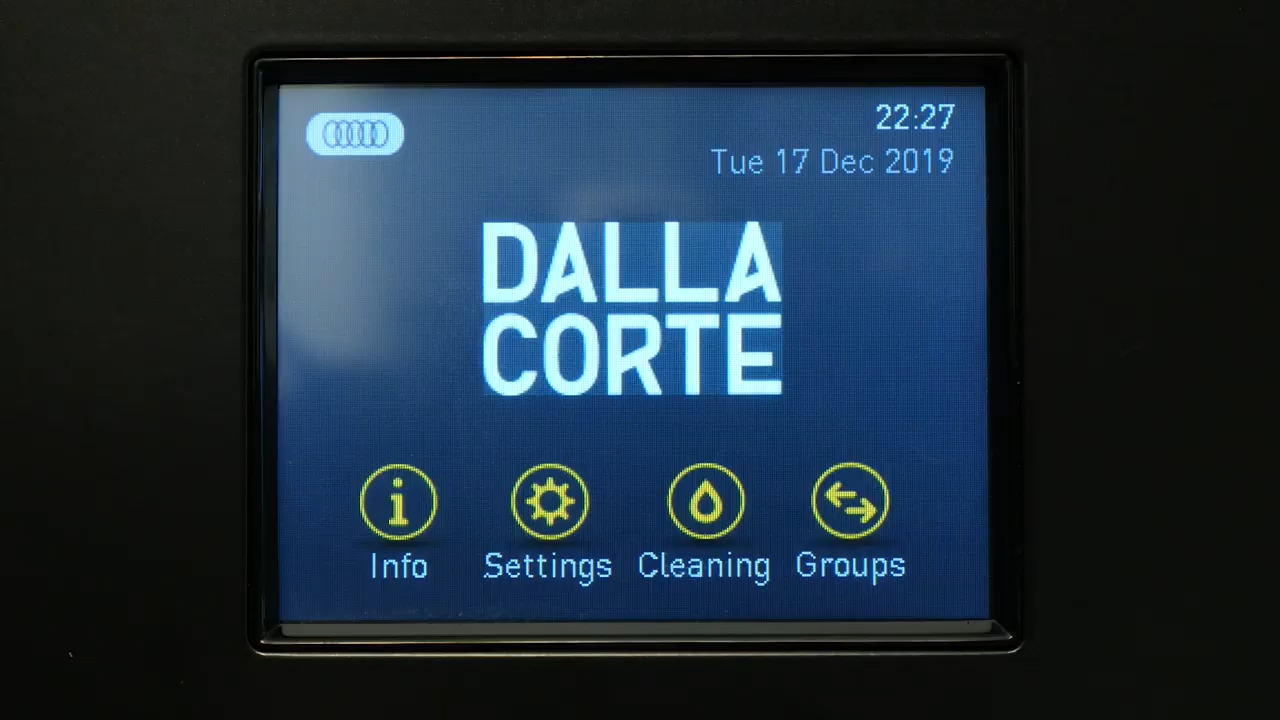 22:27
Tue 17 Dec 2019
DALLA
CORTE
Info Settings Cleaning Groups